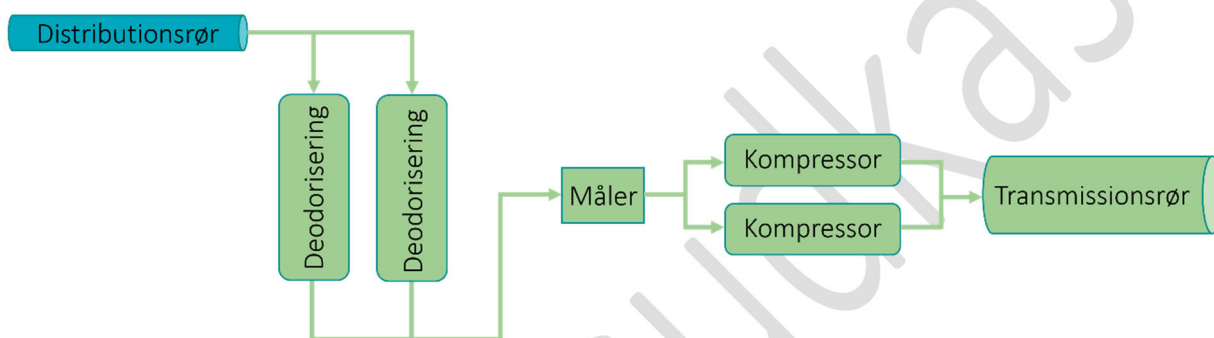 Distributionsrør
Deodorisering
Deodorisering
Måler
Kompressor
Kompressor
Transmissionsrør